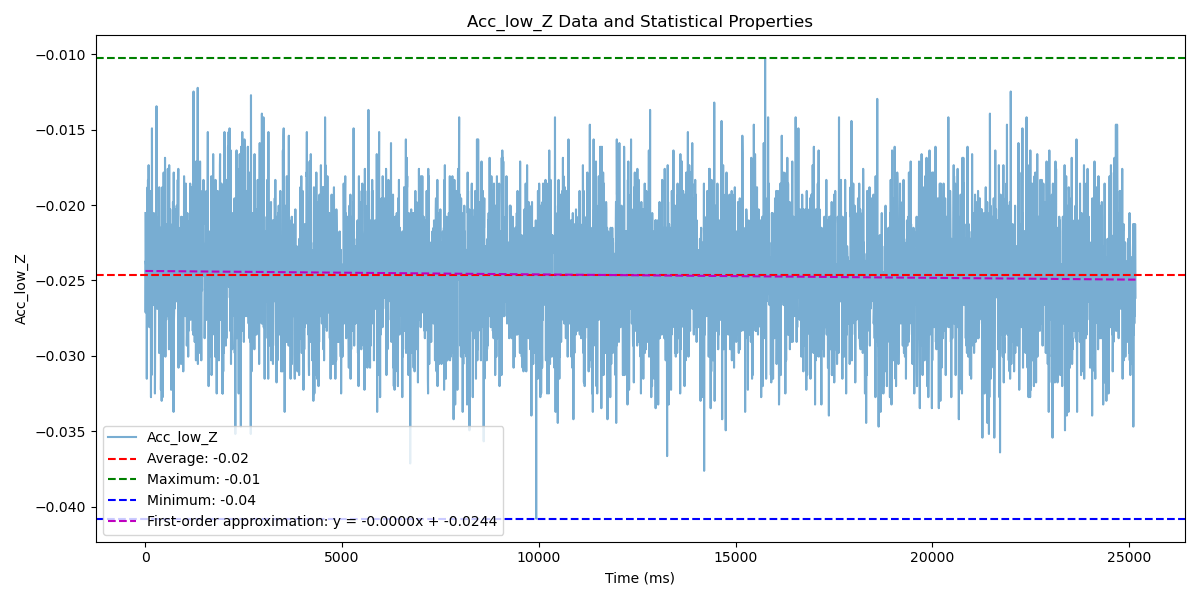 Acc_low_Z Data and Statistical Properties
−0.010
−0.015
−0.020
−0.025
−0.030
−0.035
−0.040
Acc_low_Z
Acc_low_Z
Average: -0.02
Maximum: -0.01
Minimum: -0.04
First-order approximation: y = -0.0000x + -0.0244
0 5000 10000 15000 20000 25000
Time (ms)